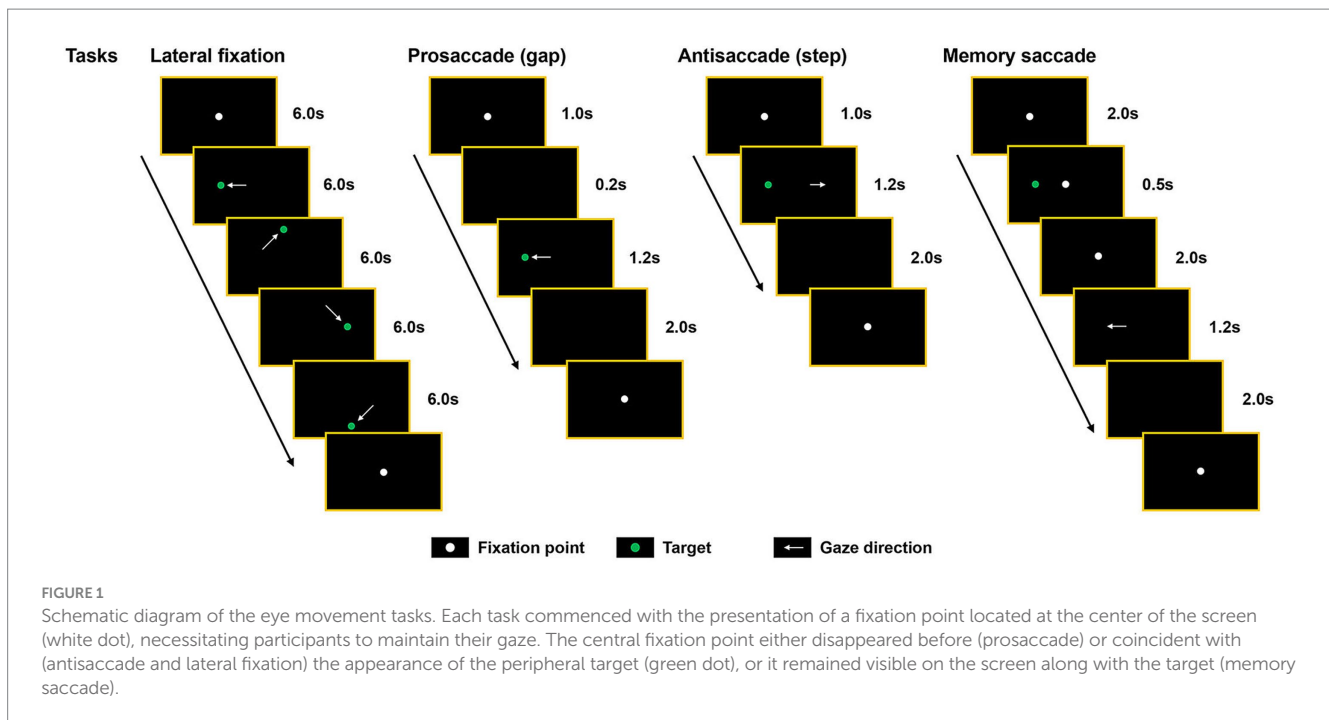 Tasks Lateral fixation Prosaccade (gap) Antisaccade (step) Memory saccade
6.0s
6.0s
6.0s
6.0s
6.0s
1.0s
0.2s
1.2s
2.0s
1.0s
1.2s
2.0s
2.0s
0.5s
2.0s
1.2s
2.0s
Fixation point Target Gaze direction
FIGURE 1
Schematic diagram of the eye movement tasks. Each task commenced with the presentation of a fixation point located at the center of the screen
(white dot), necessitating participants to maintain their gaze. The central fixation point either disappeared before (prosaccade) or coincident with
(antisaccade and lateral fixation) the appearance of the peripheral target (green dot), or it remained visible on the screen along with the target (memory
saccade).